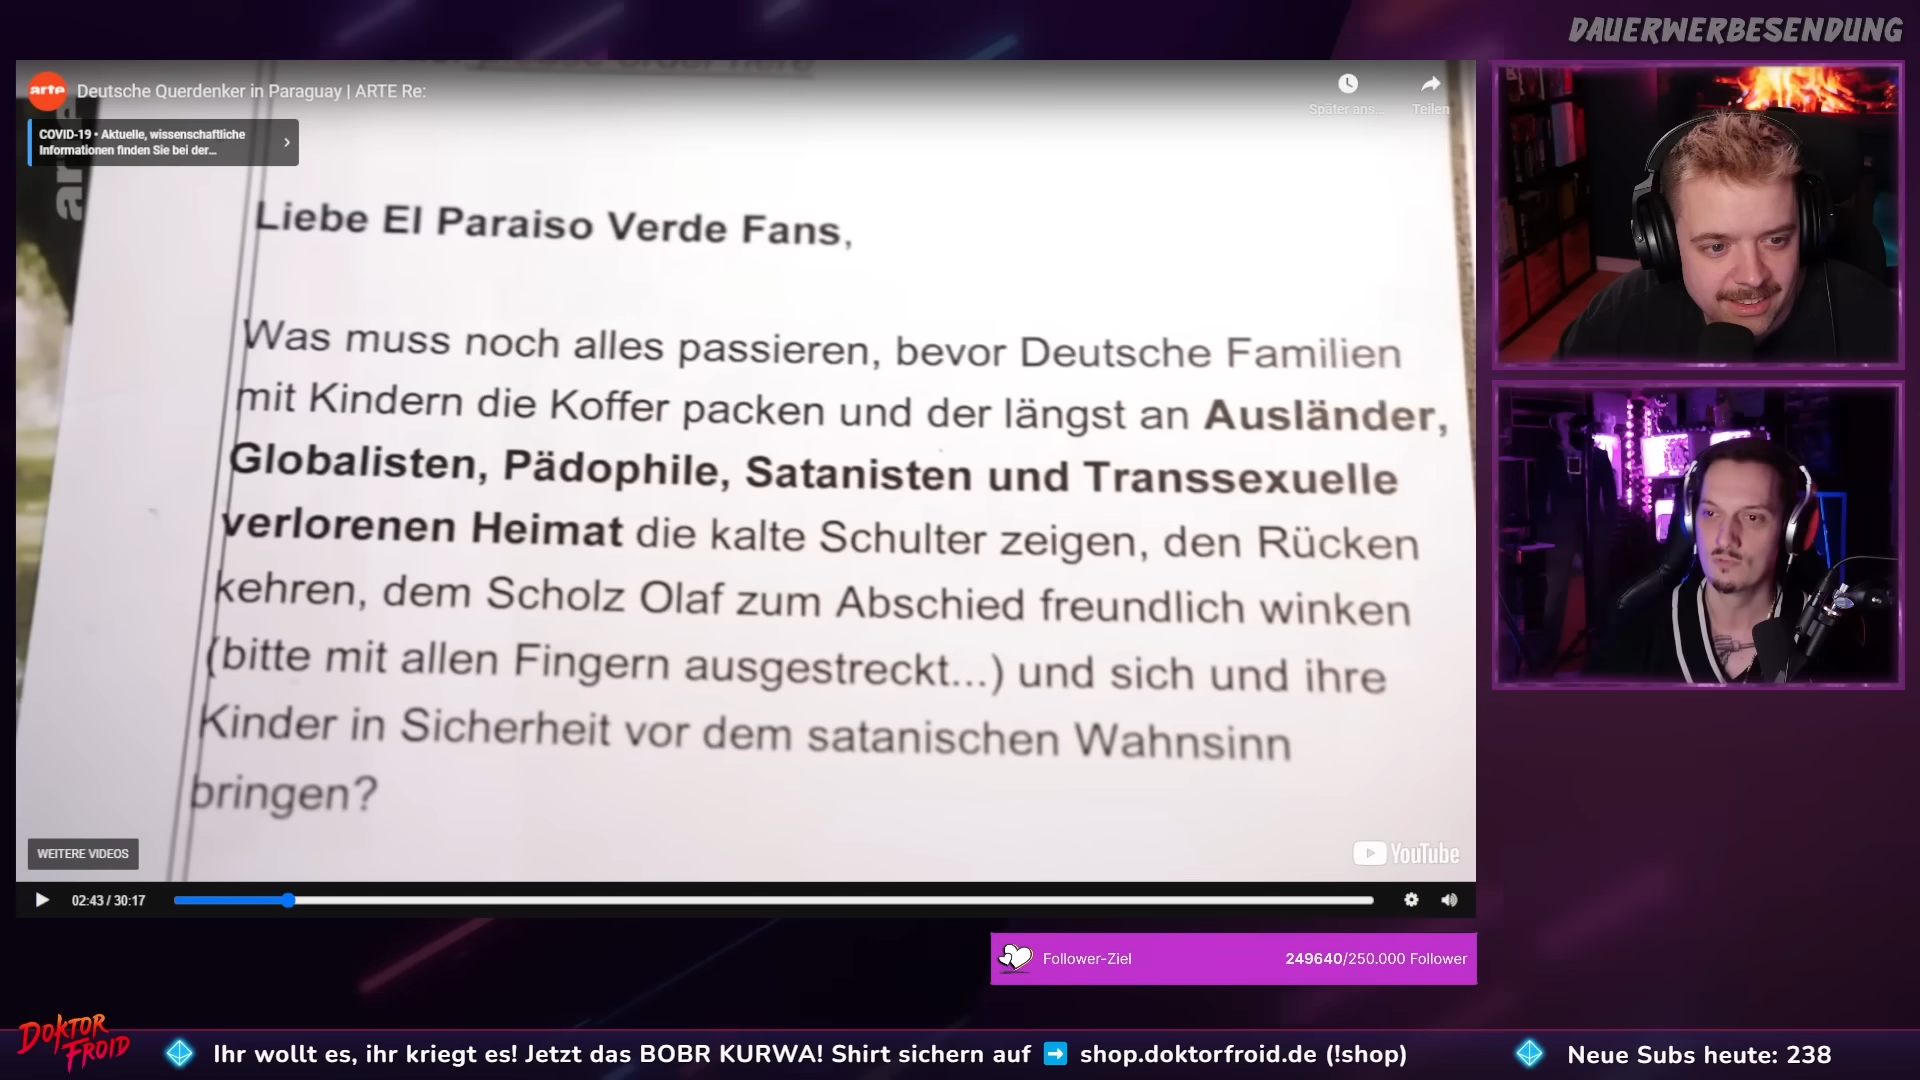 DAUERWERBESENDUNG
arte
Deutsche Querdenker in Paraguay | ARTE Re:
Später ans...
Teilen
COVID-19 • Aktuelle, wissenschaftliche
Informationen finden Sie bei der...
Liebe El Paraiso Verde Fans,
Was muss noch alles passieren, bevor Deutsche Familien
mit Kindern die Koffer packen und der längst an Ausländer,
Globalisten, Pädophile, Satanisten und Transsexuelle
verlorenen Heimat die kalte Schulter zeigen, den Rücken
kehren, dem Scholz Olaf zum Abschied freundlich winken
(bitte mit allen Fingern ausgestreckt...) und sich und ihre
Kinder in Sicherheit vor dem satanischen Wahnsinn
bringen?
WEITERE VIDEOS
YouTube
02:43 / 30:17
Follower-Ziel
249640/250.000 Follower
DOKTOR
FROID
Ihr wollt es, ihr kriegt es! Jetzt das BOBR KURWA! Shirt sichern auf ➡ shop.doktorfroid.de (!shop)
Neue Subs heute: 238